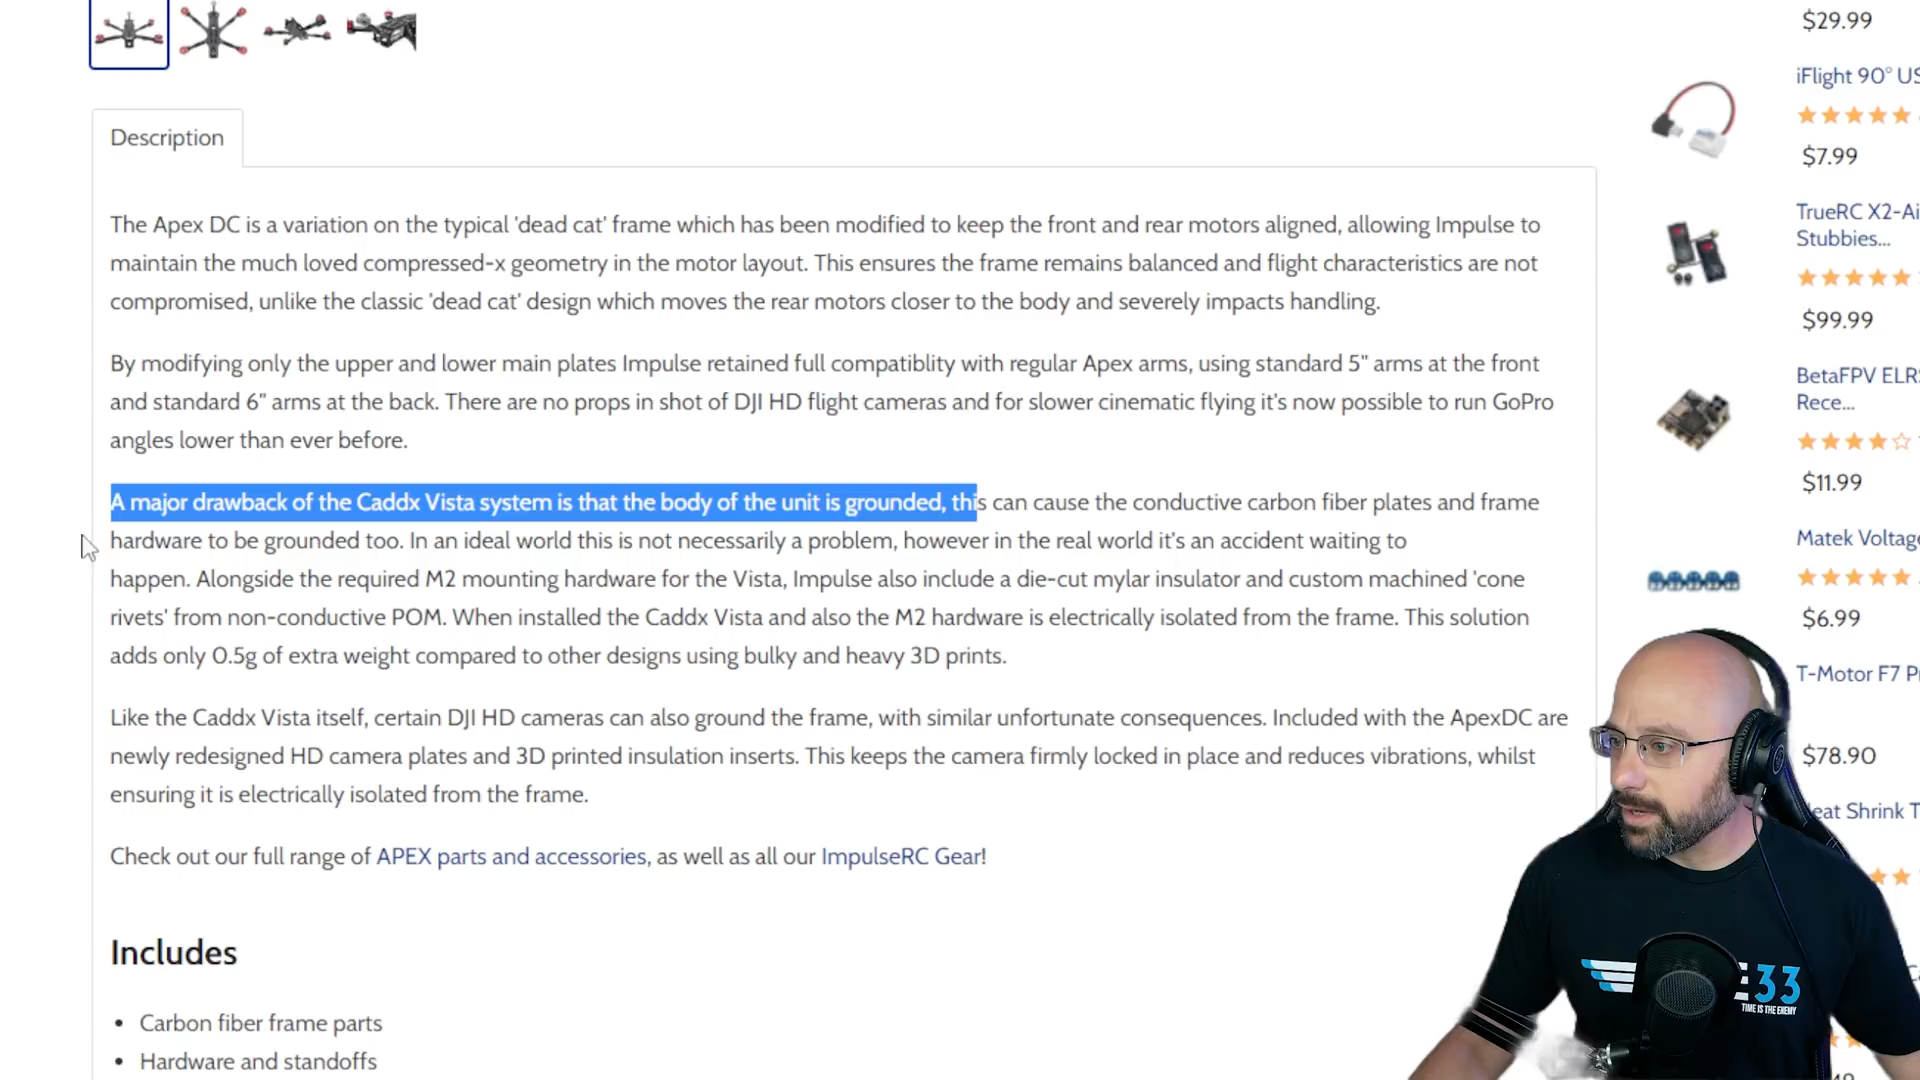 $29.99
iFlight 90° US
$7.99
Description
TrueRC X2-Ai
Stubbies...
The Apex DC is a variation on the typical 'dead cat' frame which has been modified to keep the front and rear motors aligned, allowing Impulse to
maintain the much loved compressed-x geometry in the motor layout. This ensures the frame remains balanced and flight characteristics are not
compromised, unlike the classic 'dead cat' design which moves the rear motors closer to the body and severely impacts handling.
$99.99
By modifying only the upper and lower main plates Impulse retained full compatiblity with regular Apex arms, using standard 5" arms at the front
and standard 6" arms at the back. There are no props in shot of DJI HD flight cameras and for slower cinematic flying it's now possible to run GoPro
angles lower than ever before.
BetaFPV ELRS
Rece...
$11.99
A major drawback of the Caddx Vista system is that the body of the unit is grounded, this can cause the conductive carbon fiber plates and frame
hardware to be grounded too. In an ideal world this is not necessarily a problem, however in the real world it's an accident waiting to
happen. Alongside the required M2 mounting hardware for the Vista, Impulse also include a die-cut mylar insulator and custom machined 'cone
rivets' from non-conductive POM. When installed the Caddx Vista and also the M2 hardware is electrically isolated from the frame. This solution
adds only 0.5g of extra weight compared to other designs using bulky and heavy 3D prints.
Matek Voltage
$6.99
T-Motor F7 P
Like the Caddx Vista itself, certain DJI HD cameras can also ground the frame, with similar unfortunate consequences. Included with the ApexDC are
newly redesigned HD camera plates and 3D printed insulation inserts. This keeps the camera firmly locked in place and reduces vibrations, whilst
ensuring it is electrically isolated from the frame.
$78.90
Heat Shrink T
Check out our full range of APEX parts and accessories, as well as all our ImpulseRC Gear!
Includes
• Carbon fiber frame parts
• Hardware and standoffs
E33
TIME IS THE ENEMY